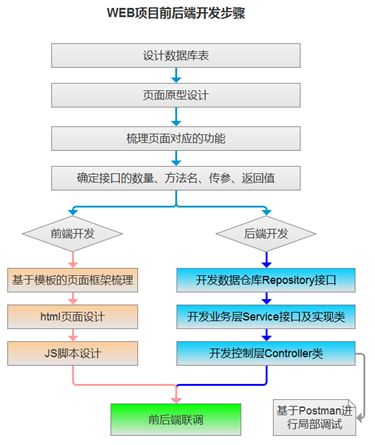 WEB项目前后端开发步骤
设计数据库表
页面原型设计
梳理页面对应的功能
确定接口的数量、方法名、传参、返回值
前端开发
后端开发
基于模板的页面框架梳理
开发数据仓库Repository接口
html页面设计
开发业务层Service接口及实现类
JS脚本设计
开发控制层Controller类
前后端联调
基于Postman进
行局部调试